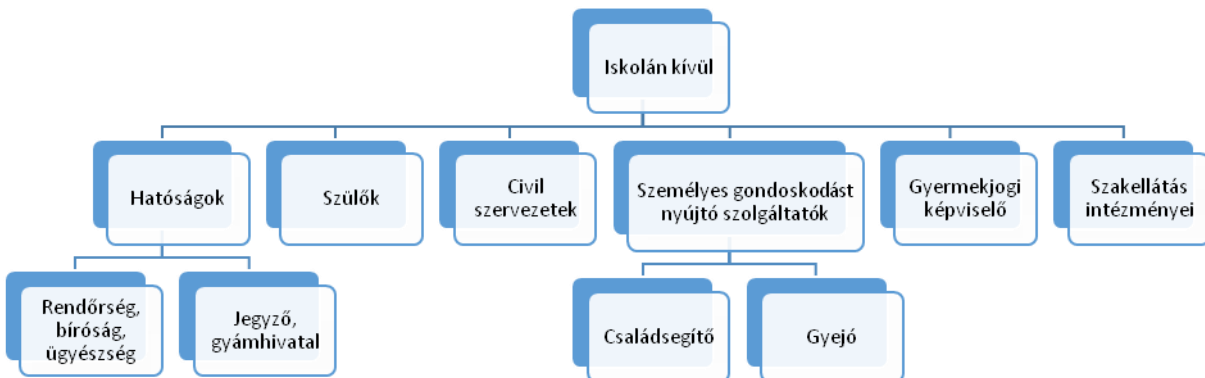 Iskolán kívül
Hatóságok
Szülők
Civil
szervezetek
Személyes gondoskodást
nyújtó szolgáltatók
Gyermekjogi
képviselő
Szakellátás
intézményei
Rendőrség,
bíróság,
ügyészség
Jegyző,
gyámhivatal
Családsegítő
Gyejó